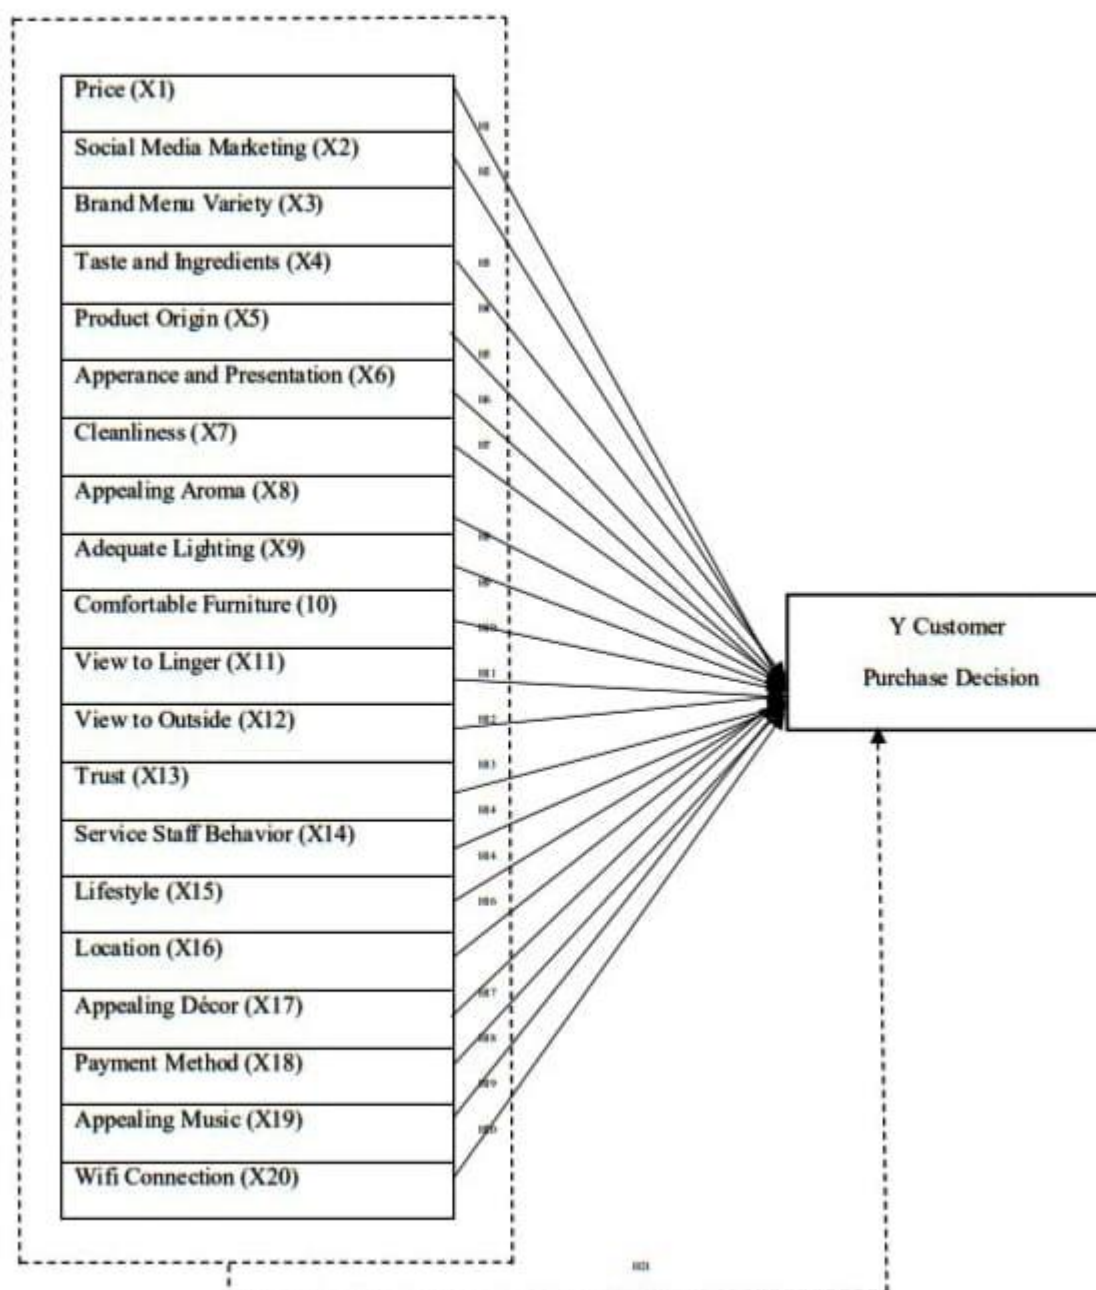 Price (X1)
Social Media Marketing (X2)
Brand Menu Variety (X3)
Taste and Ingredients (X4)
Product Origin (X5)
Apperance and Presentation (X6)
Cleanliness (X7)
Appealing Aroma (X8)
Adequate Lighting (X9)
Comfortable Furniture (10)
View to Linger (X11)
View to Outside (X12)
Trust (X13)
Service Staff Behavior (X14)
Lifestyle (X15)
Location (X16)
Appealing Décor (X17)
Payment Method (X18)
Appealing Music (X19)
Wifi Connection (X20)
Y Customer
Purchase Decision